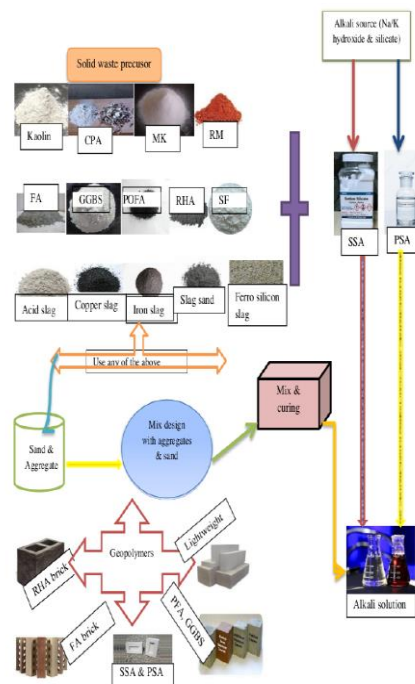 Alkali source (Na/K
hydroxide & silicate)
Solid waste precusor
Kaolin
CPA
MK
RM
FA
GGBS
POFA
RHA
SF
SSA
PSA
Acid slag
Copper slag
Iron slag
Slag sand
Ferro silicon
slag
Use any of the above
Sand &
Aggregate
Mix design
with aggregates
& sand
Mix &
curing
Geopolymers
Lightweight
RHA brick
PFA, GGBS
FA brick
SSA & PSA
Alkali solution